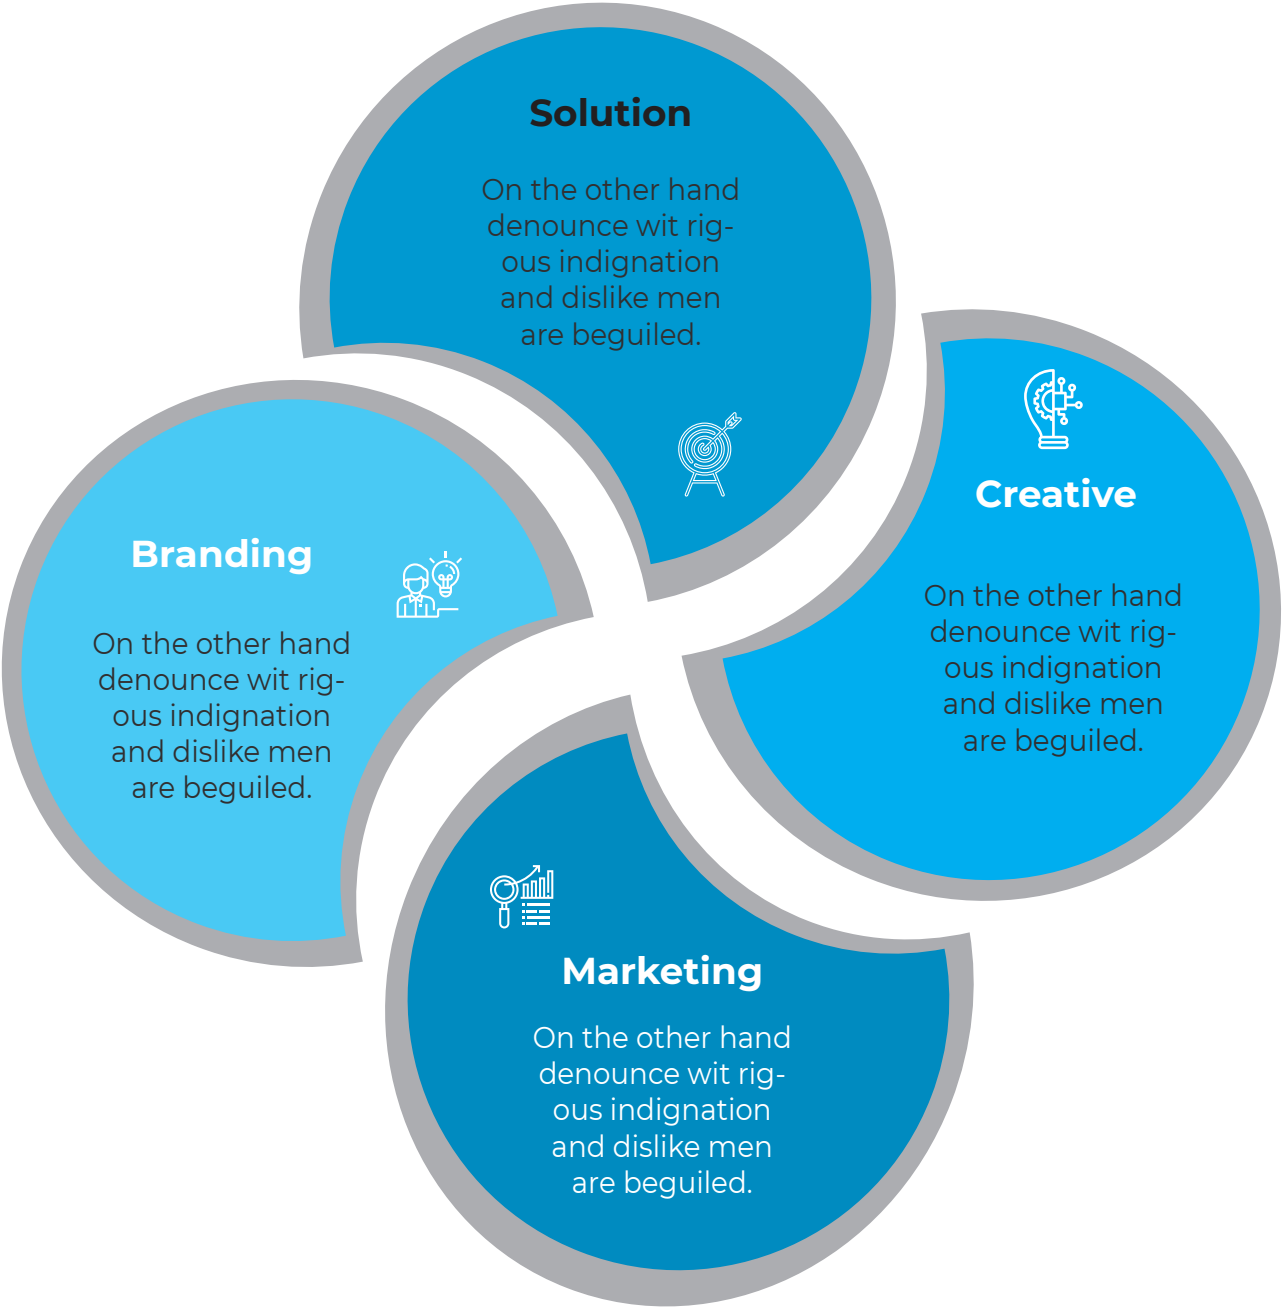 Solution
On the other hand
denounce wit rig-
ous indignation
and dislike men
are beguiled.
Creative
On the other hand
denounce wit rig-
ous indignation
and dislike men
are beguiled.
Branding
On the other hand
denounce wit rig-
ous indignation
and dislike men
are beguiled.
Marketing
On the other hand
denounce wit rig-
ous indignation
and dislike men
are beguiled.